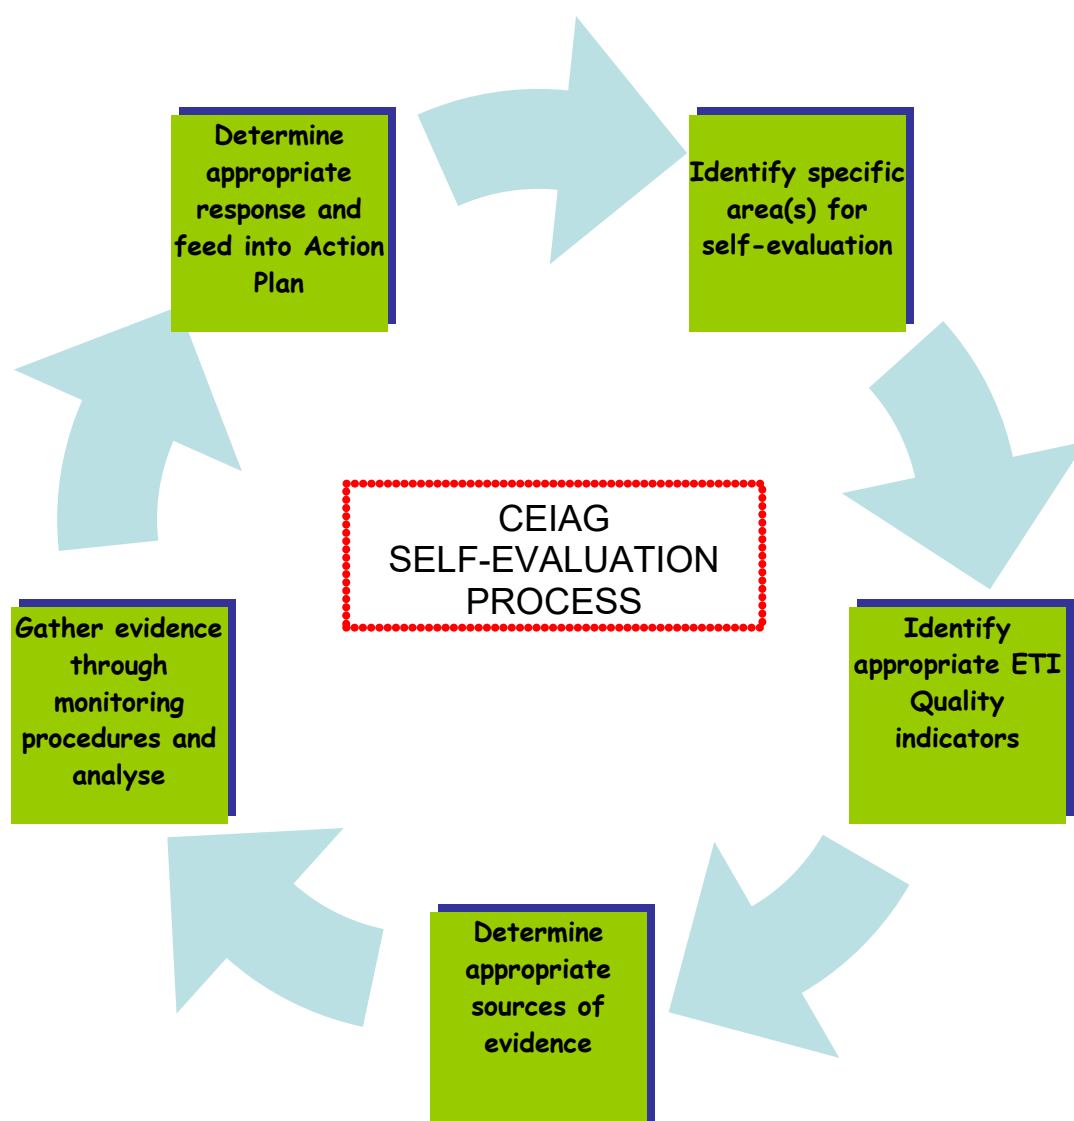 Determine
appropriate
response and
feed into Action
Plan
Identify specific
area(s) for
self-evaluation
CEIAG
SELF-EVALUATION
PROCESS
Gather evidence
through
monitoring
procedures and
analyse
Identify
appropriate ETI
Quality
indicators
Determine
appropriate
sources of
evidence